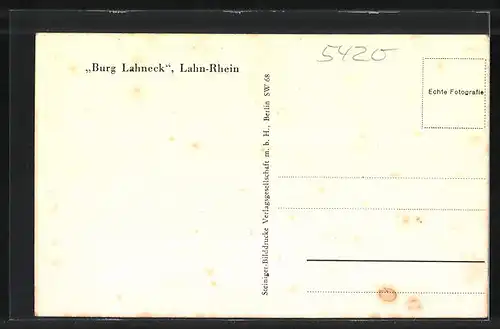 „Burg Lahneck“, Lahn-Rhein
5420
Echte Fotografie
Steiniger-Bilddrucke Verlagsgesellschaft m. b. H., Berlin SW 68